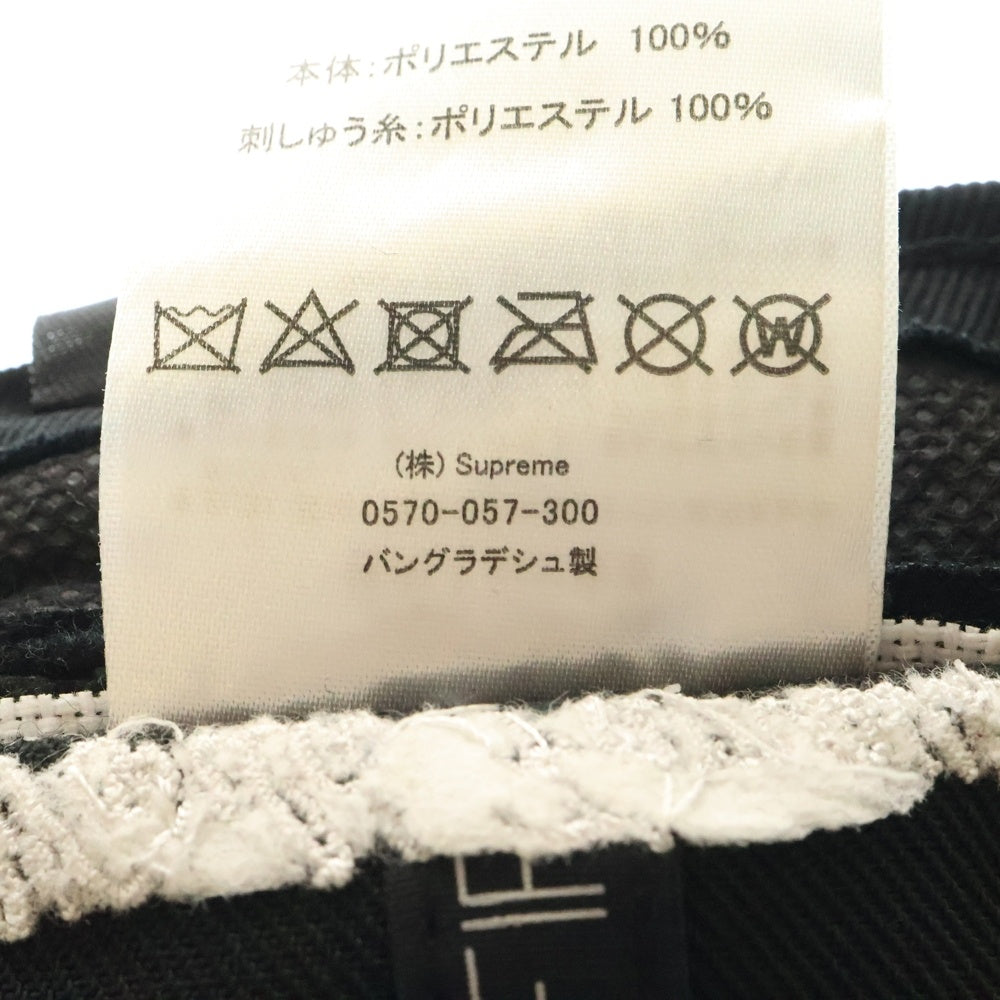 本体：ポリエステル 100%
刺しゅう糸：ポリエステル 100%
W
(株) Supreme
0570-057-300
バングラデシュ製